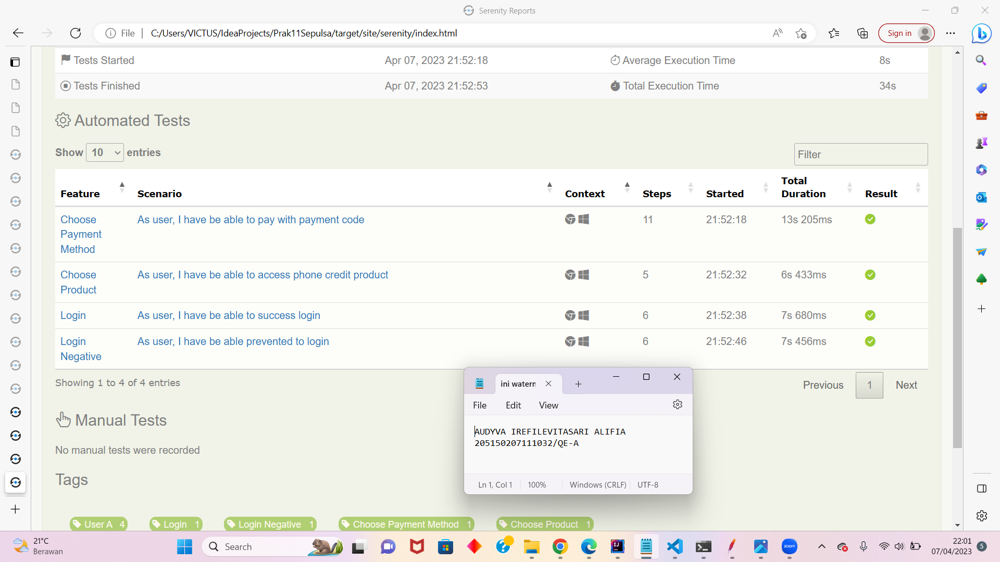 Serenity Reports
File C:/Users/VICTUS/IdeaProjects/Prak11Sepulsa/target/site/serenity/index.html
Sign in
Tests Started Apr 07, 2023 21:52:18 Average Execution Time 8s
Tests Finished Apr 07, 2023 21:52:53 Total Execution Time 34s
Automated Tests
Show 10 entries Filter
Feature Scenario Context Steps Started Total Duration Result
Choose Payment Method As user, I have be able to pay with payment code 11 21:52:18 13s 205ms
Choose Product As user, I have be able to access phone credit product 5 21:52:32 6s 433ms
Login As user, I have be able to success login 6 21:52:38 7s 680ms
Login Negative As user, I have be able prevented to login 6 21:52:46 7s 456ms
Showing 1 to 4 of 4 entries
Previous 1 Next
Manual Tests
No manual tests were recorded
Tags
User A 4 Login 1 Login Negative 1 Choose Payment Method 1 Choose Product 1
ini watern
File Edit View
AUDYVA IREFILEVITASARI ALIFIA
205150207111032/QE-A
Ln 1, Col 1 100% Windows (CRLF) UTF-8
21°C
Berawan
Search
IJ
zoom
22:01
07/04/2023
5